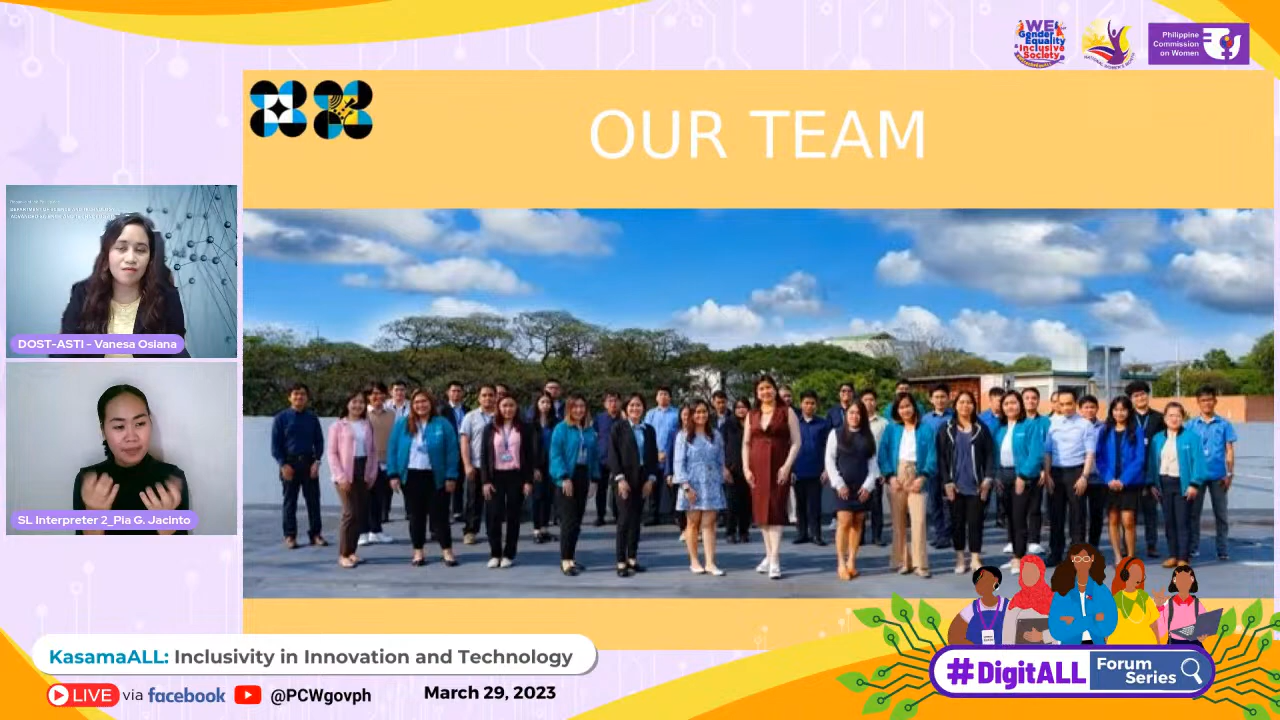 WE
Gender
Equality
Inclusive
Society
Philippine
Commission
on Women
OUR TEAM
DOST-ASTI - Vanesa Osiana
SL Interpreter 2_Pia G. Jacinto
KasamaALL: Inclusivity in Innovation and Technology
LIVE via facebook @PCWgovph
March 29, 2023
#DigitALL Forum
Series